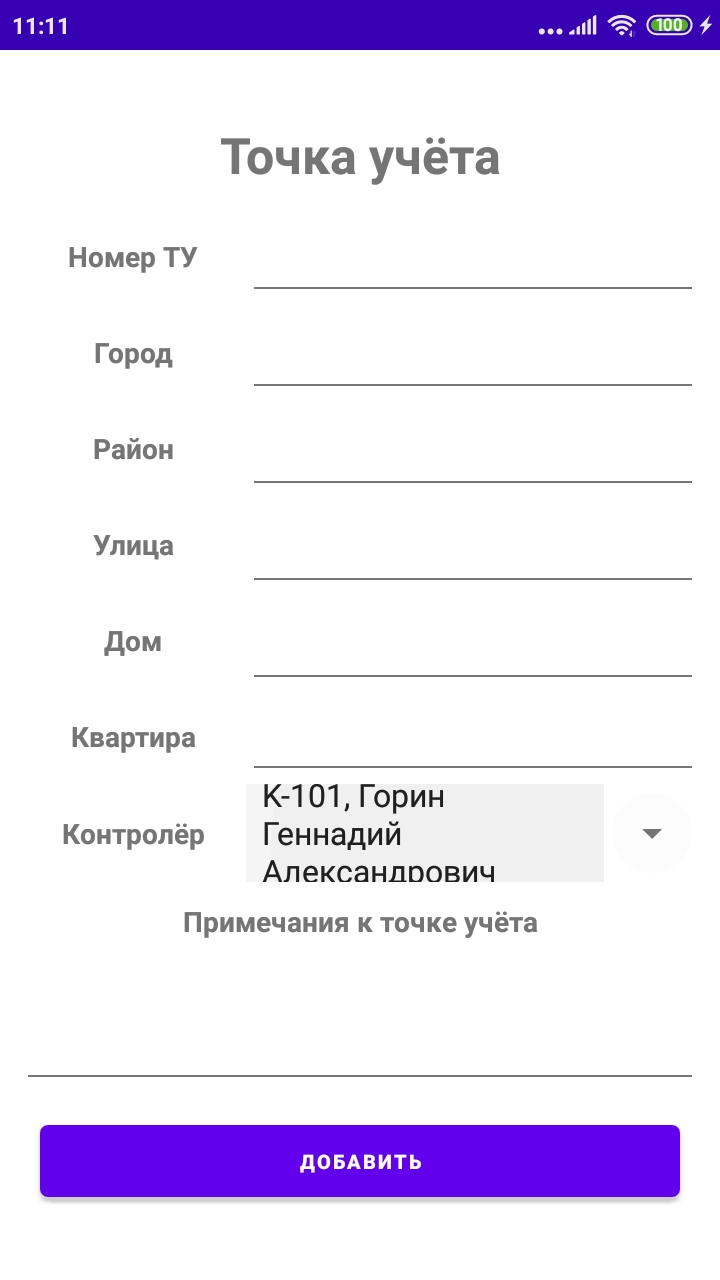 11:11
100
Точка учёта
Номер ТУ
Город
Район
Улица
Дом
Квартира
Контролёр
К-101, Горин
Геннадий
Александрович
Примечания к точке учёта
ДОБАВИТЬ